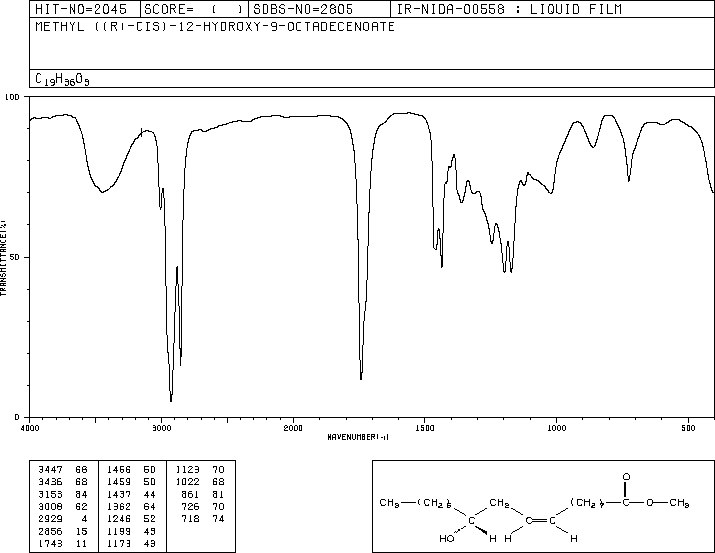 HIT-NO=2045 SCORE= ( ) SDBS-NO=2805 IR-NIDA-00558 : LIQUID FILM
METHYL ((R)-CIS)-12-HYDROXY-9-OCTADECENOATE
C19H36O3
100
50
0
TRANSMITTANCE(%)
4000 3000 2000 1500 1000 500
WAVENUMBER(-1)
3447 66 1466 50 1123 70
3436 68 1459 50 1022 68
3153 84 1437 44 861 81
3008 62 1362 64 726 70
2929 4 1246 52 718 74
2856 15 1199 43
1743 11 1173 43
O
CH3 (CH2)5 CH2 (CH2)7 C O CH3
C C C
HO H H H